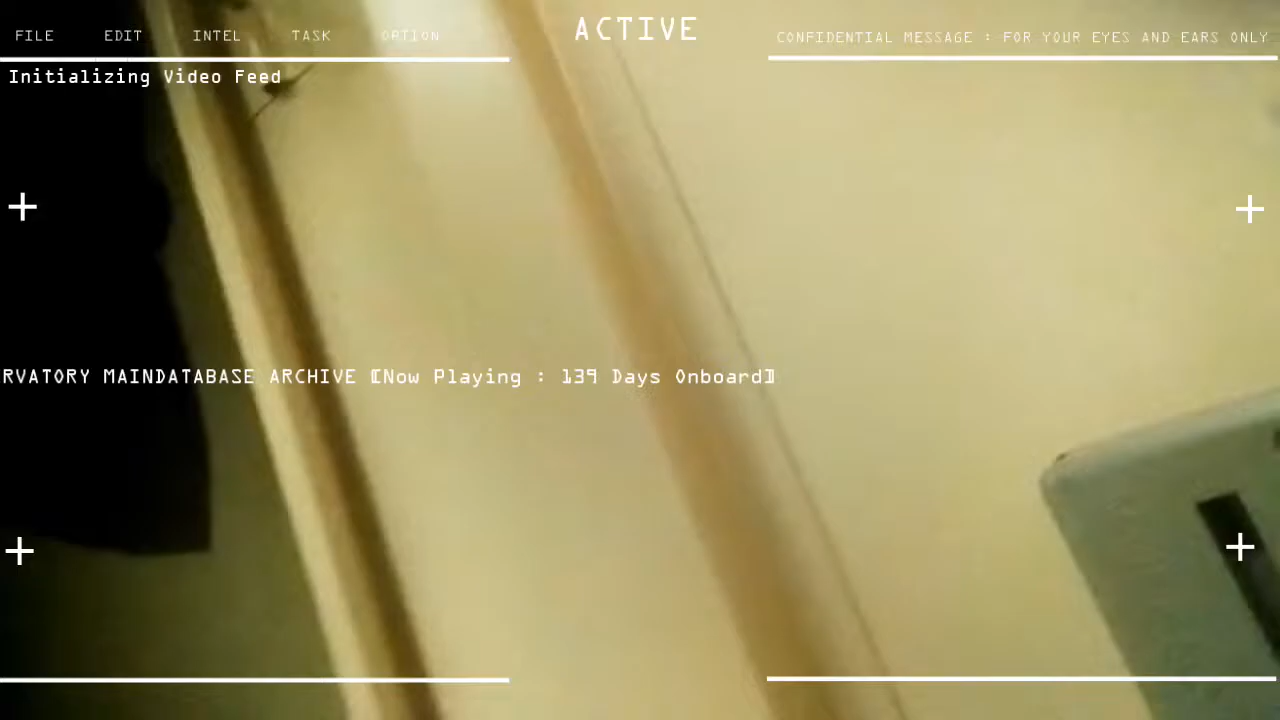 FILE EDIT INTEL TASK OPTION
ACTIVE
CONFIDENTIAL MESSAGE : FOR YOUR EYES AND EARS ONLY
Initializing Video Feed
RVATORY MAINDATABASE ARCHIVE [Now Playing : 139 Days Onboard]